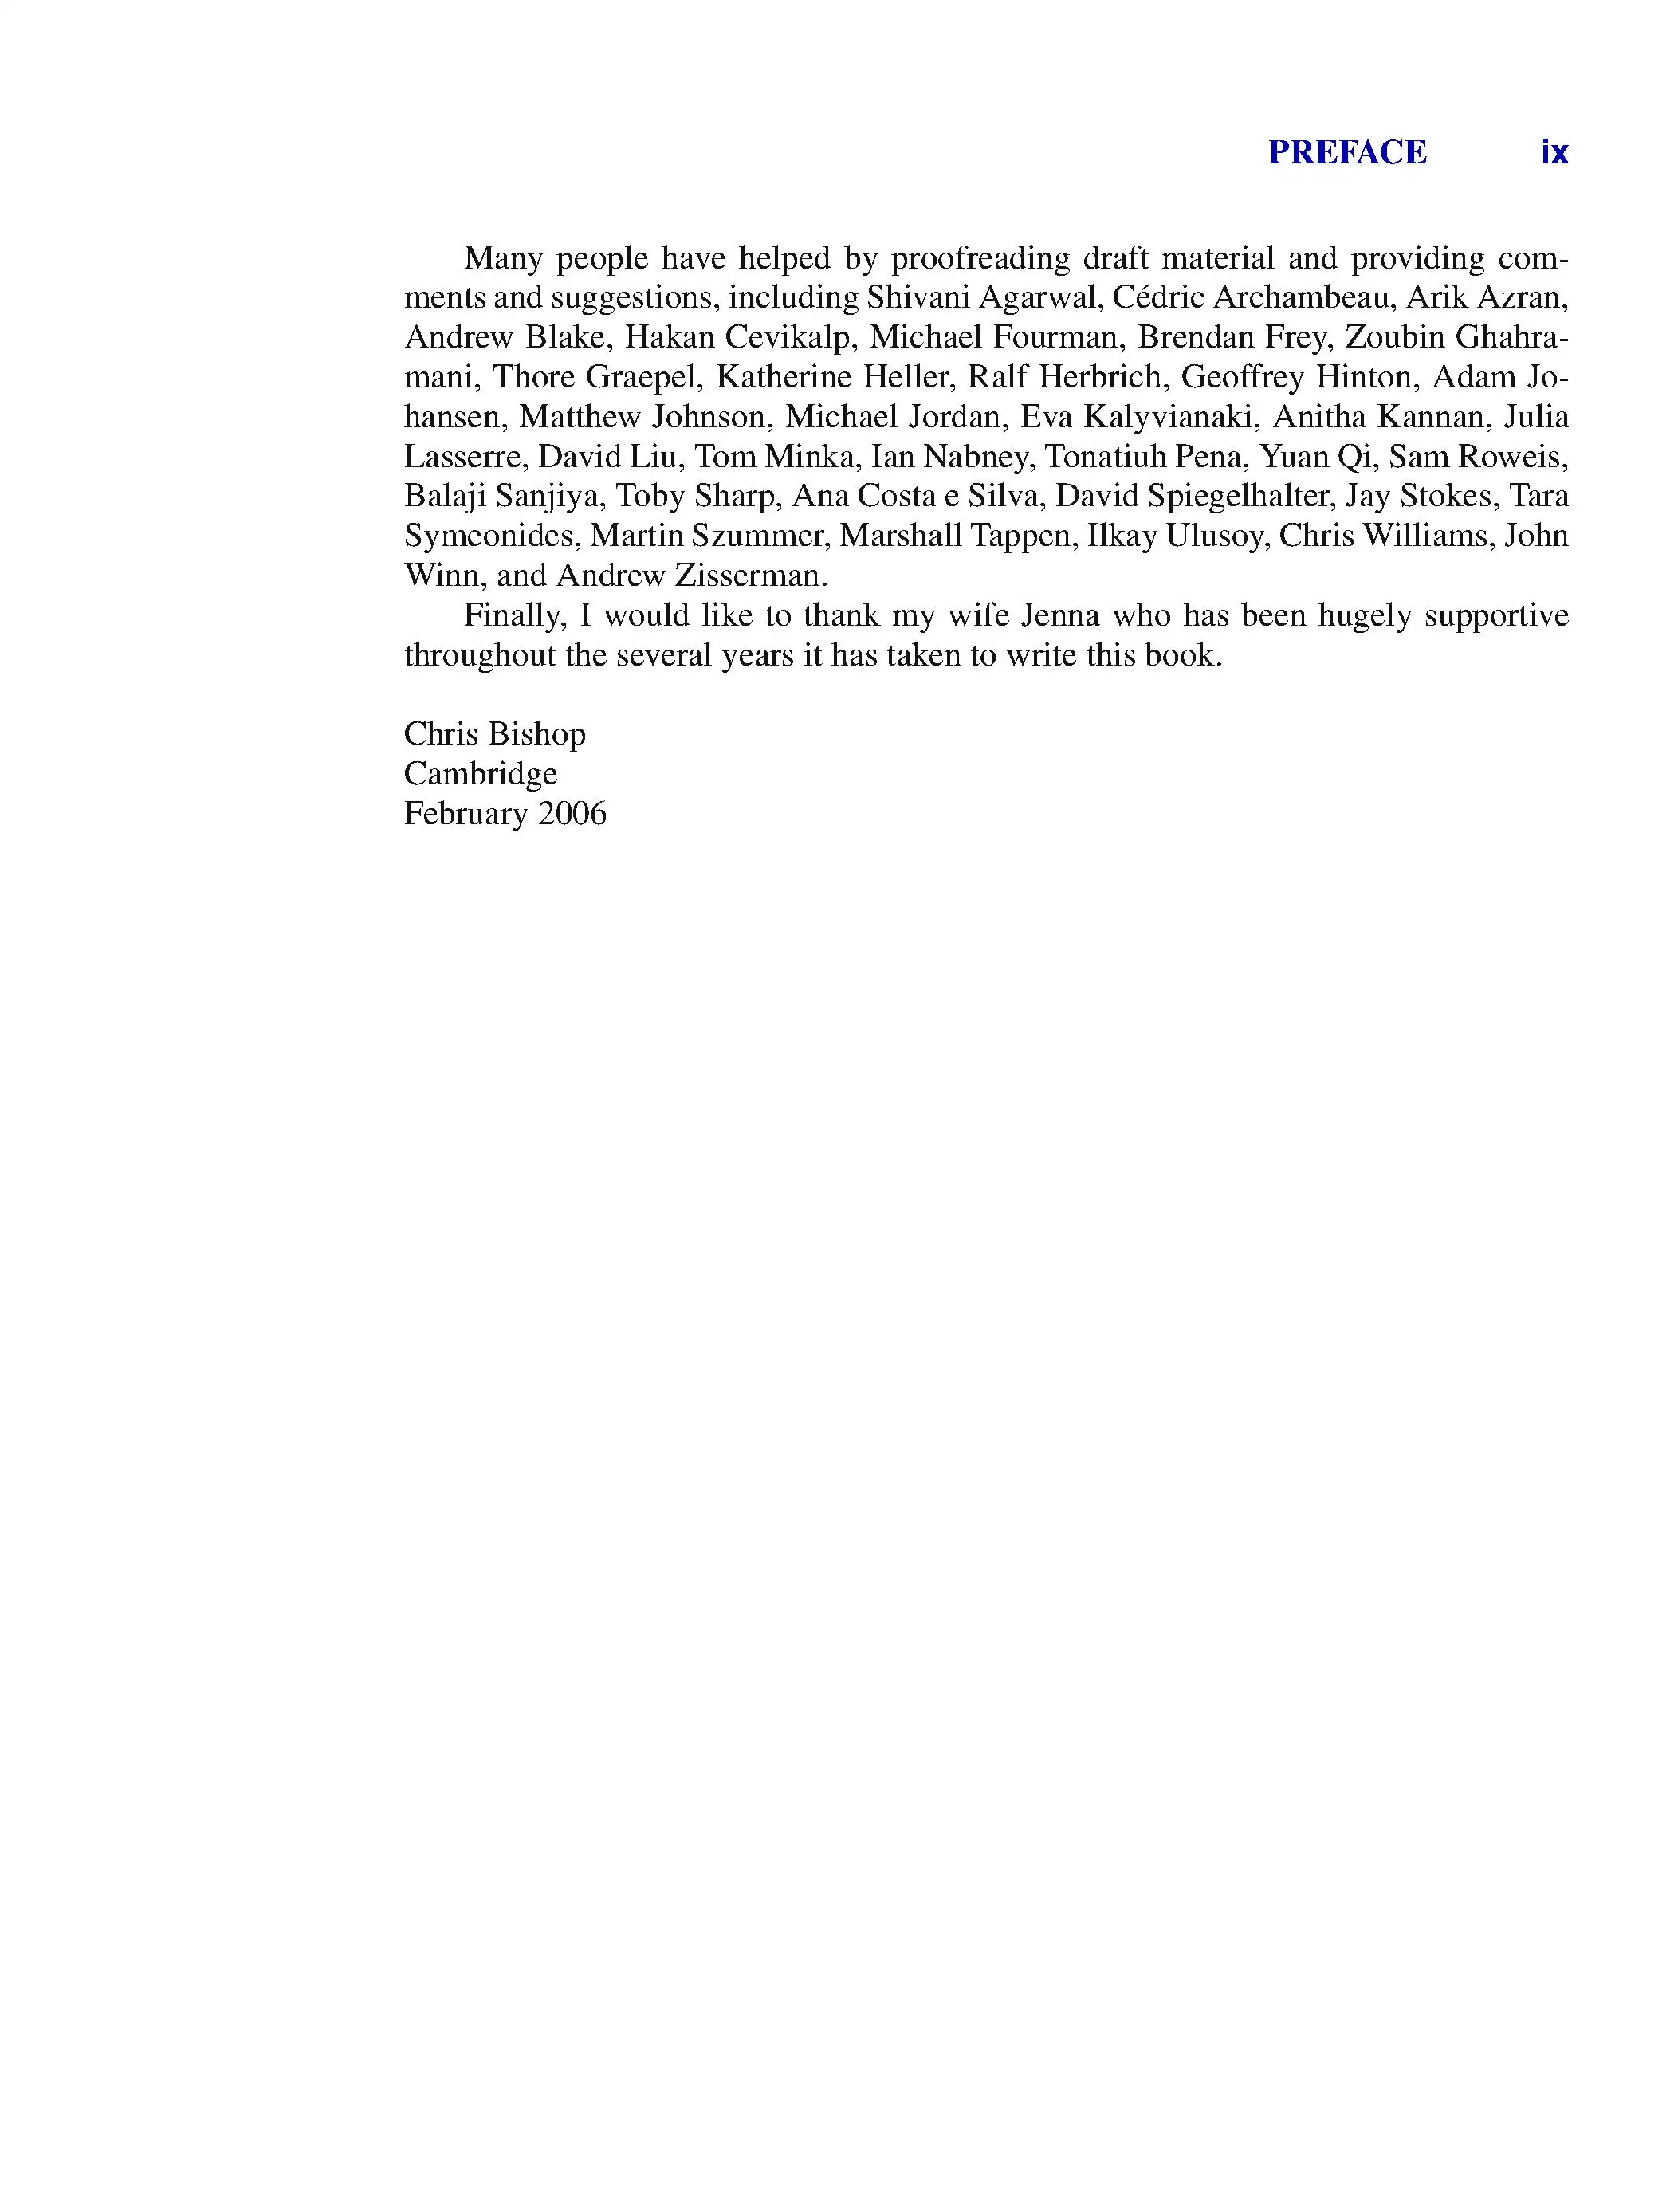 PREFACE ix
Many people have helped by proofreading draft material and providing com-
ments and suggestions, including Shivani Agarwal, Cédric Archambeau, Arik Azran,
Andrew Blake, Hakan Cevikalp, Michael Fourman, Brendan Frey, Zoubin Ghahra-
mani, Thore Graepel, Katherine Heller, Ralf Herbrich, Geoffrey Hinton, Adam Jo-
hansen, Matthew Johnson, Michael Jordan, Eva Kalyvianaki, Anitha Kannan, Julia
Lasserre, David Liu, Tom Minka, Ian Nabney, Tonatiuh Pena, Yuan Qi, Sam Roweis,
Balaji Sanjiya, Toby Sharp, Ana Costa e Silva, David Spiegelhalter, Jay Stokes, Tara
Symeonides, Martin Szummer, Marshall Tappen, Ilkay Ulusoy, Chris Williams, John
Winn, and Andrew Zisserman.
Finally, I would like to thank my wife Jenna who has been hugely supportive
throughout the several years it has taken to write this book.
Chris Bishop
Cambridge
February 2006